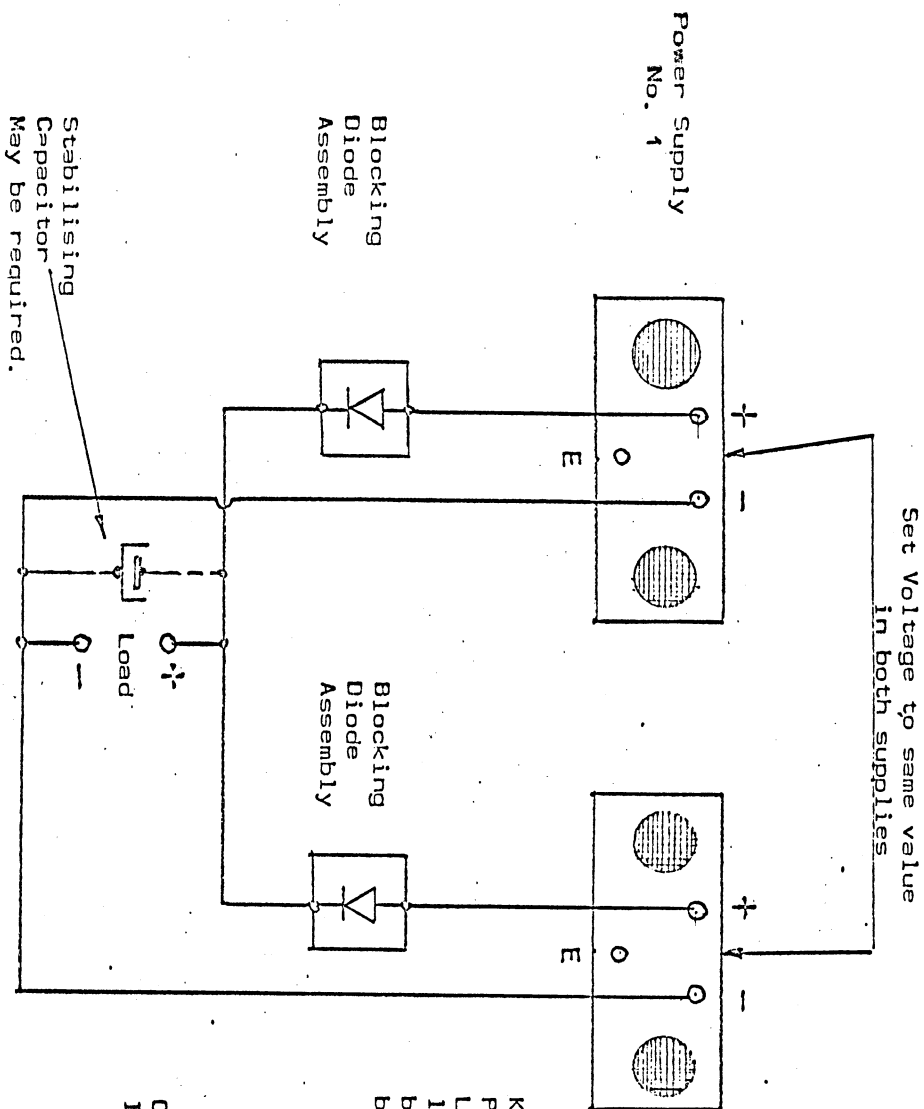 Set Voltage to same value
in both supplies
Power Supply
No. 1
+
−
E
+
−
E
Blocking
Diode
Assembly
Blocking
Diode
Assembly
+
Load
−
Stabilising
Capacitor
May be required.